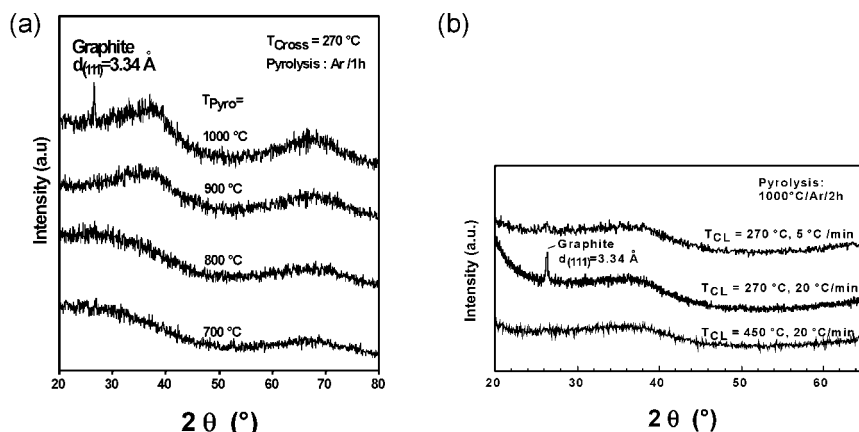 (a)
Graphite
d(111)=3.34 Å
TCross = 270 °C
Pyrolysis : Ar /1h
TPyro=
1000 °C
900 °C
800 °C
700 °C
Intensity (a.u)
20 30 40 50 60 70 80
2 θ (°)
(b)
Pyrolysis:
1000°C/Ar/2h
TCL = 270 °C, 5 °C/min
Graphite
d(111)=3.34 Å
TCL = 270 °C, 20 °C/min
TCL = 450 °C, 20 °C/min
Intensity (a.u.)
20 30 40 50 60
2 θ (°)